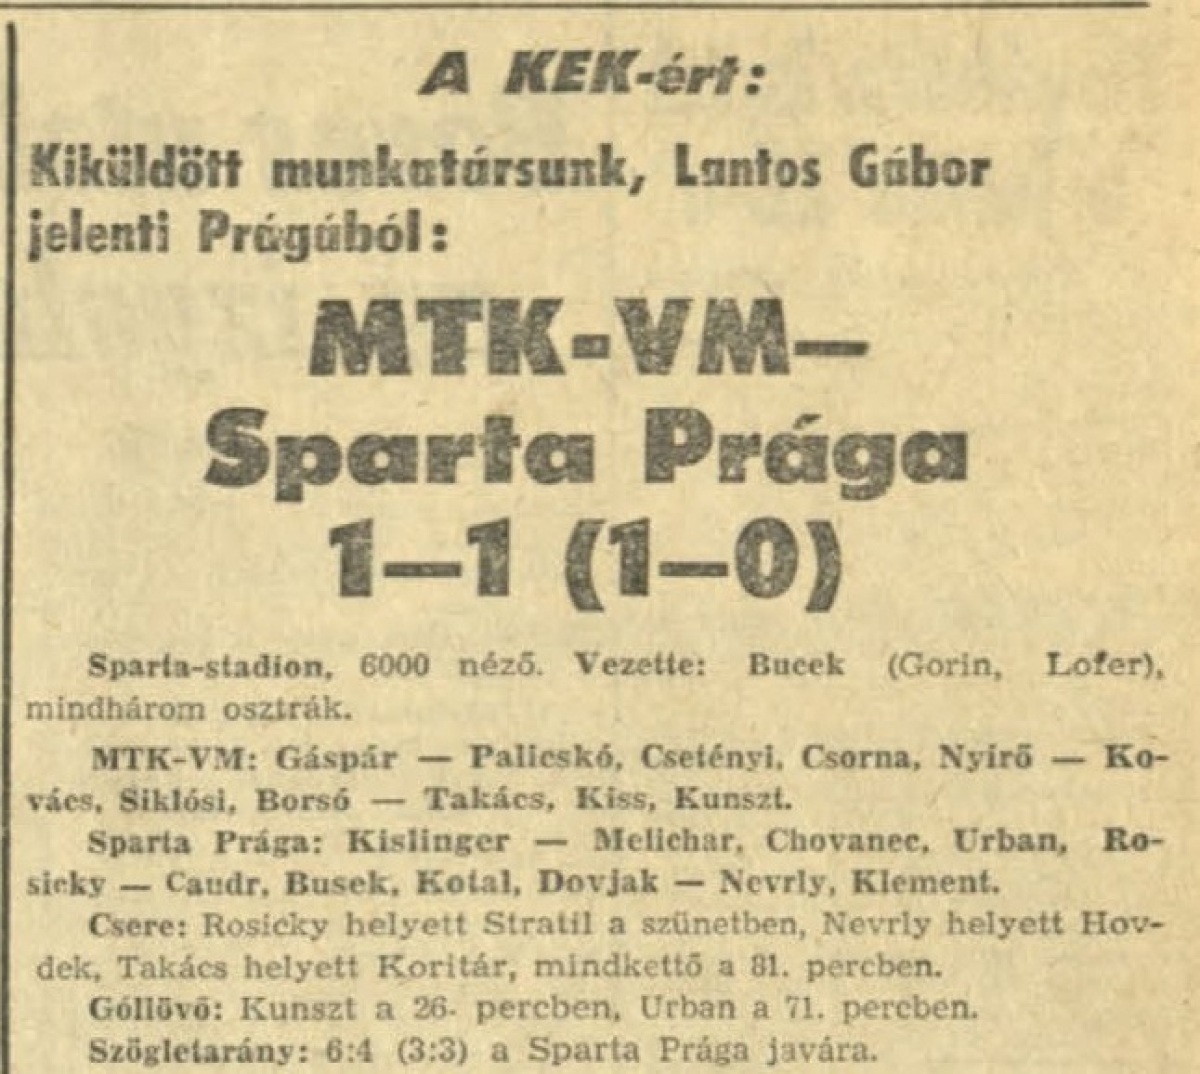 A KEK-ért:
Kiküldött munkatársunk, Lantos Gábor
jelenti Prágából:
MTK-VM—
Sparta Prága
1—1 (1—0)
Sparta-stadion, 6000 néző. Vezette: Bucek (Gorin, Lofer),
mindhárom osztrák.
MTK-VM: Gáspár — Palicskó, Csetényi, Csorna, Nyírő — Ko-
vács, Siklósi, Borsó — Takács, Kiss, Kunszt.
Sparta Prága: Kislinger — Melichar, Chovanec, Urban, Ro-
sicky — Caudr, Busek, Kotal, Dovjak — Nevrly, Klement.
Csere: Rosicky helyett Stratil a szünetben, Nevrly helyett Hov-
dek, Takács helyett Koritár, mindkettő a 81. percben.
Góllövő: Kunszt a 26. percben, Urban a 71. percben.
Szögletarány: 6:4 (3:3) a Sparta Prága javára.